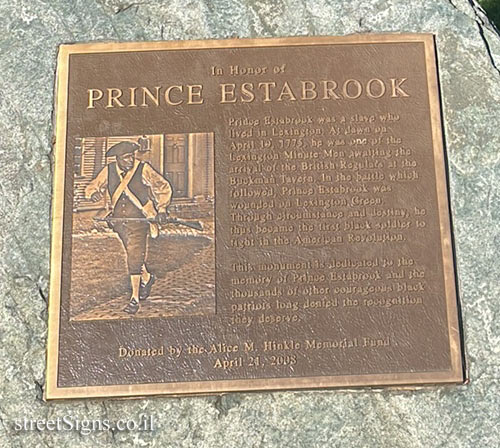 In Honor of
PRINCE ESTABROOK
Prince Estabrook was a slave who
lived in Lexington. At dawn on
April 19, 1775, he was one of the
Lexington Minute Men awaiting the
arrival of the British Regulars at the
Buckman Tavern. In the battle which
followed, Prince Estabrook was
wounded on Lexington Green.
Through circumstance and destiny, he
thus became the first black soldier to
fight in the American Revolution.
This monument is dedicated to the
memory of Prince Estabrook and the
thousands of other courageous black
patriots long denied the recognition
they deserve.
Donated by the Alice M. Hinkle Memorial Fund
April 21, 2008
streetSigns.co.il